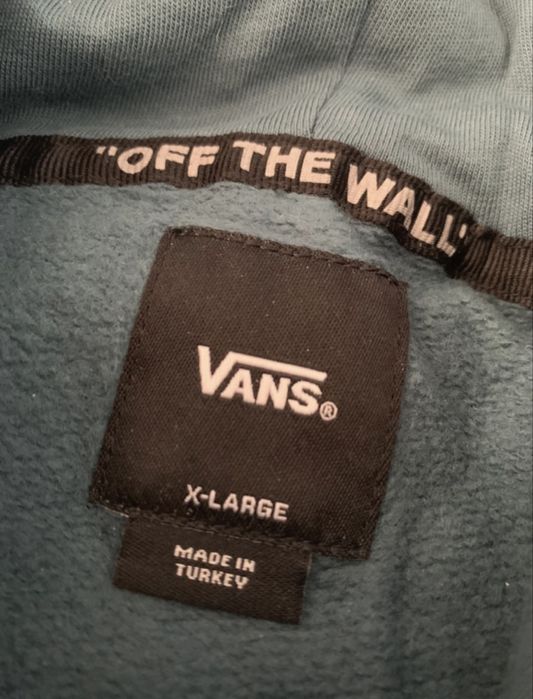 "OFF THE WALL"
VANS®
X-LARGE
MADE IN
TURKEY